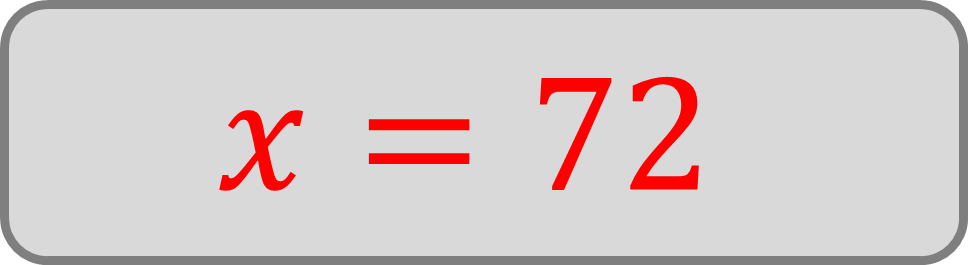 x = 72